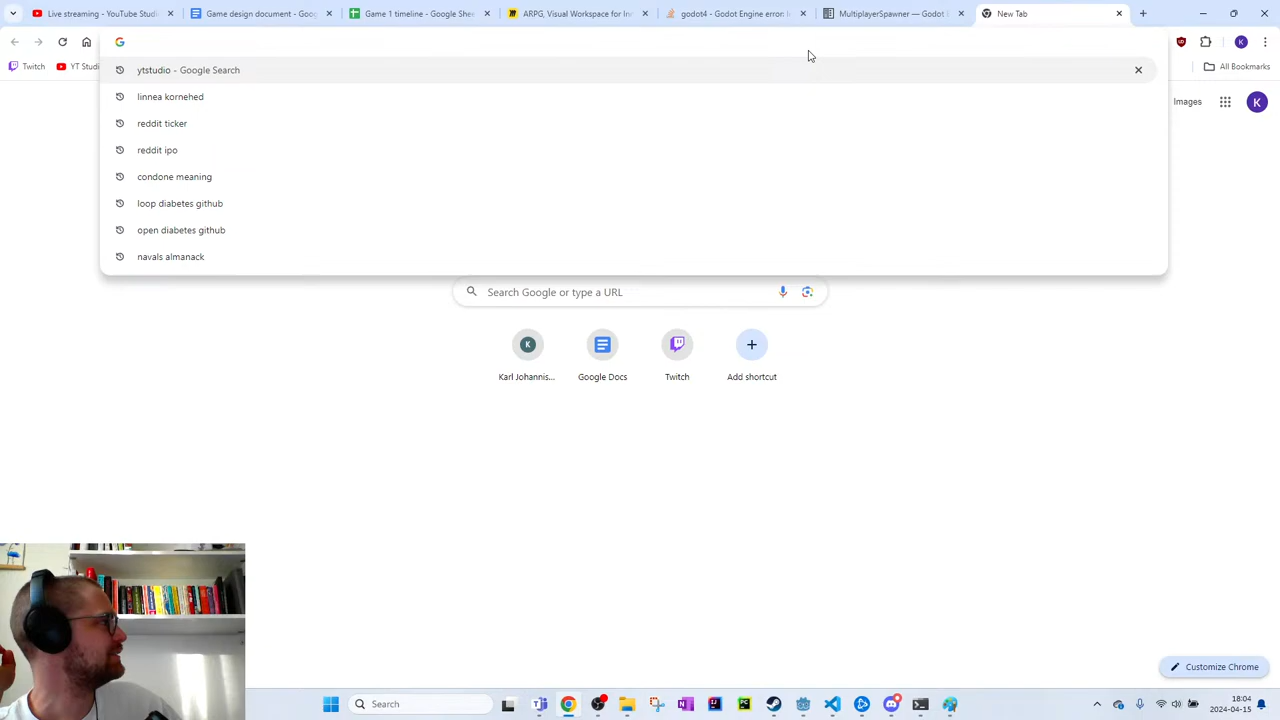 Live streaming - YouTube Studi
Game design document - Goog
Game 1 timeline - Google Shee
ARPG, Visual Workspace for Inn
godot4 - Godot Engine error: I
MultiplayerSpawner — Godot
New Tab
Twitch
YT Studi
All Bookmarks
ytstudio - Google Search
linnea kornehed
reddit ticker
reddit ipo
condone meaning
loop diabetes github
open diabetes github
navals almanack
Images
K
Search Google or type a URL
K
Karl Johannis...
Google Docs
Twitch
Add shortcut
Customize Chrome
Search
18:04
2024-04-15